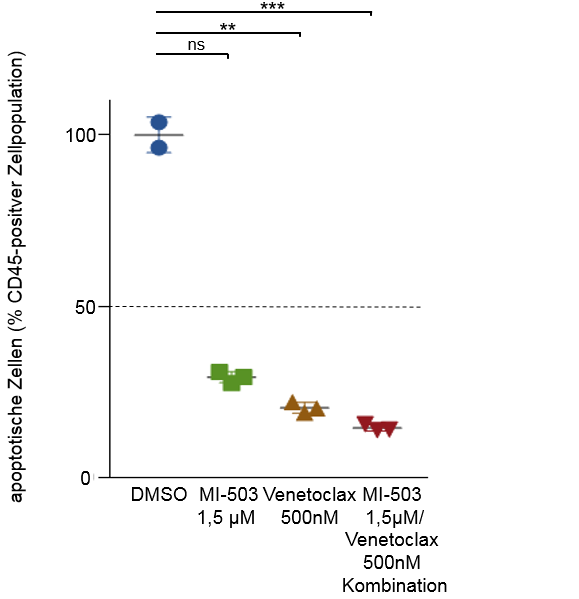 ***
**
ns
apoptotische Zellen (% CD45-positver Zellpopulation)
100
50
0
DMSO
MI-503
1,5 µM
Venetoclax
500nM
MI-503
1,5µM/
Venetoclax
500nM
Kombination